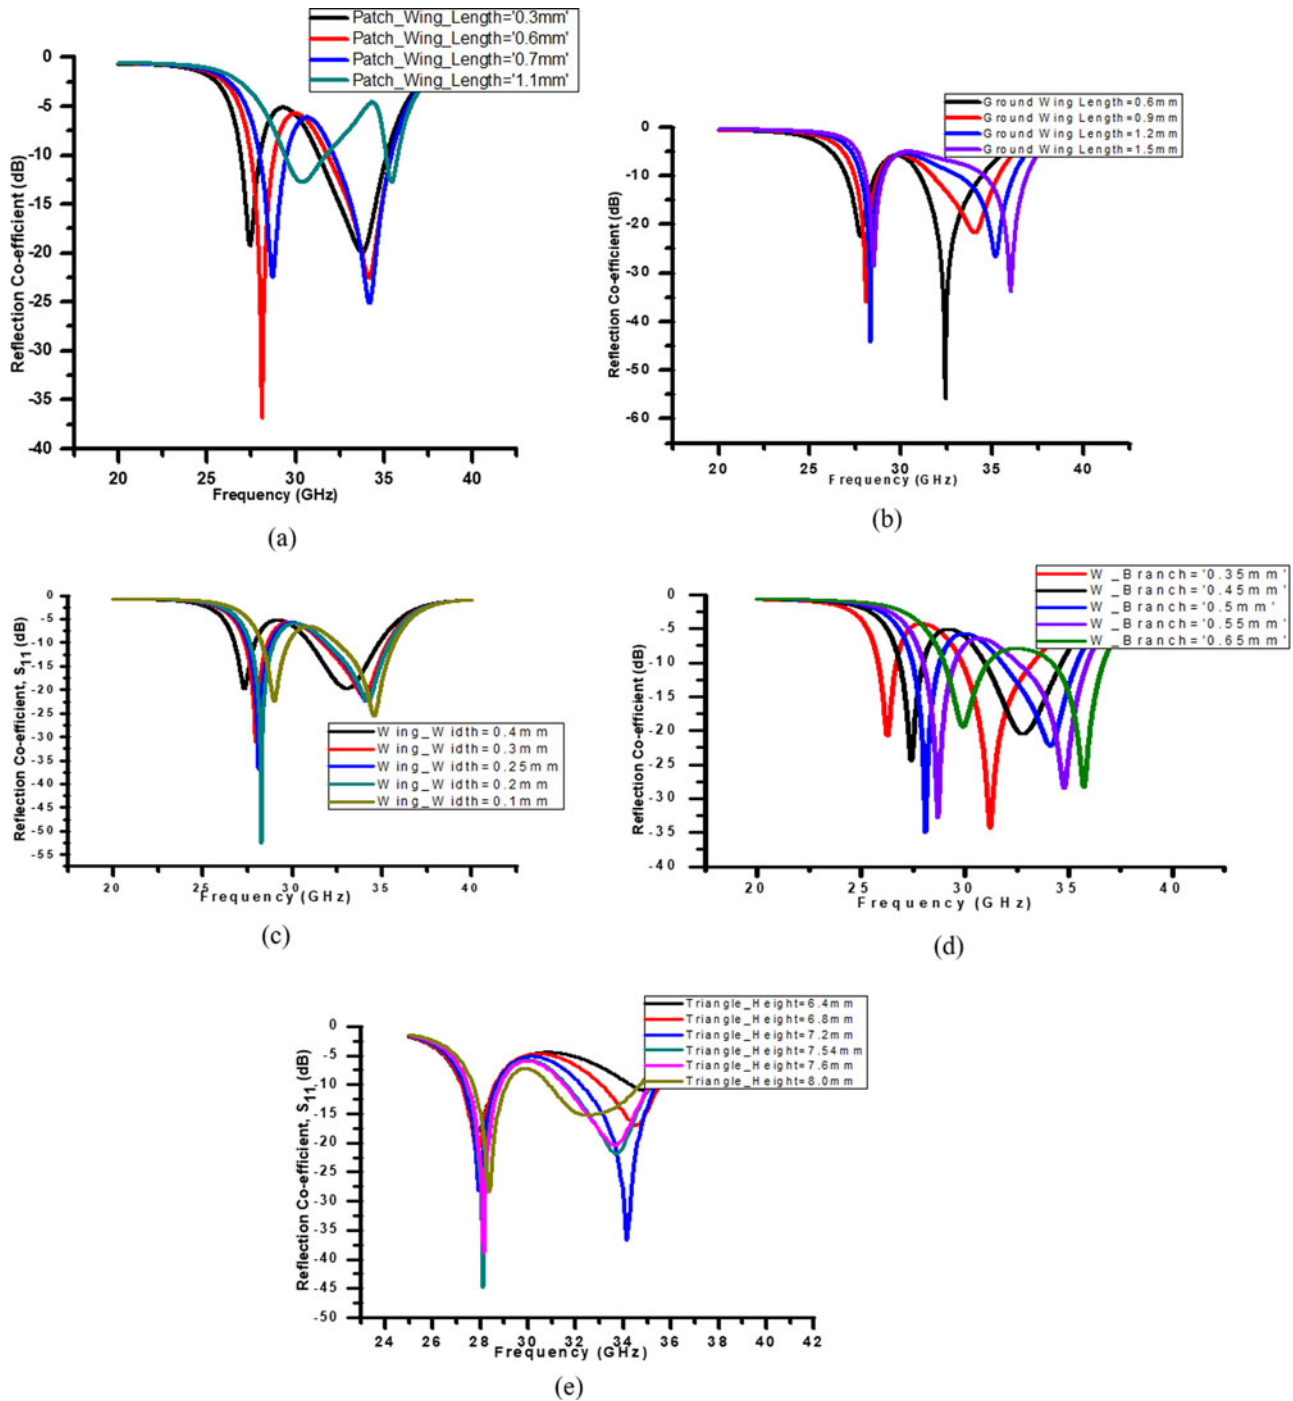 Patch_Wing_Length='0.3mm'
Patch_Wing_Length='0.6mm'
Patch_Wing_Length='0.7mm'
Patch_Wing_Length='1.1mm'
0
-5
-10
-15
-20
-25
-30
-35
-40
Reflection Co-efficient (dB)
20 25 30 35 40
Frequency (GHz)
(a)
Ground Wing Length=0.6mm
Ground Wing Length=0.9mm
Ground Wing Length=1.2mm
Ground Wing Length=1.5mm
0
-10
-20
-30
-40
-50
-60
Reflection Co-efficient (dB)
20 25 30 35 40
Frequency (GHz)
(b)
0
-5
-10
-15
-20
-25
-30
-35
-40
-45
-50
-55
Reflection Co-efficient, S11 (dB)
Wing_Width=0.4mm
Wing_Width=0.3mm
Wing_Width=0.25mm
Wing_Width=0.2mm
Wing_Width=0.1mm
20 25 30 35 40
Frequency (GHz)
(c)
W_Branch='0.35mm'
W_Branch='0.45mm'
W_Branch='0.5mm'
W_Branch='0.55mm'
W_Branch='0.65mm'
0
-5
-10
-15
-20
-25
-30
-35
-40
Reflection Co-efficient (dB)
20 25 30 35 40
Frequency (GHz)
(d)
Triangle_Height=6.4mm
Triangle_Height=6.8mm
Triangle_Height=7.2mm
Triangle_Height=7.54mm
Triangle_Height=7.6mm
Triangle_Height=8.0mm
0
-5
-10
-15
-20
-25
-30
-35
-40
-45
-50
Reflection Co-efficient, S11 (dB)
24 26 28 30 32 34 36 38 40 42
Frequency (GHz)
(e)